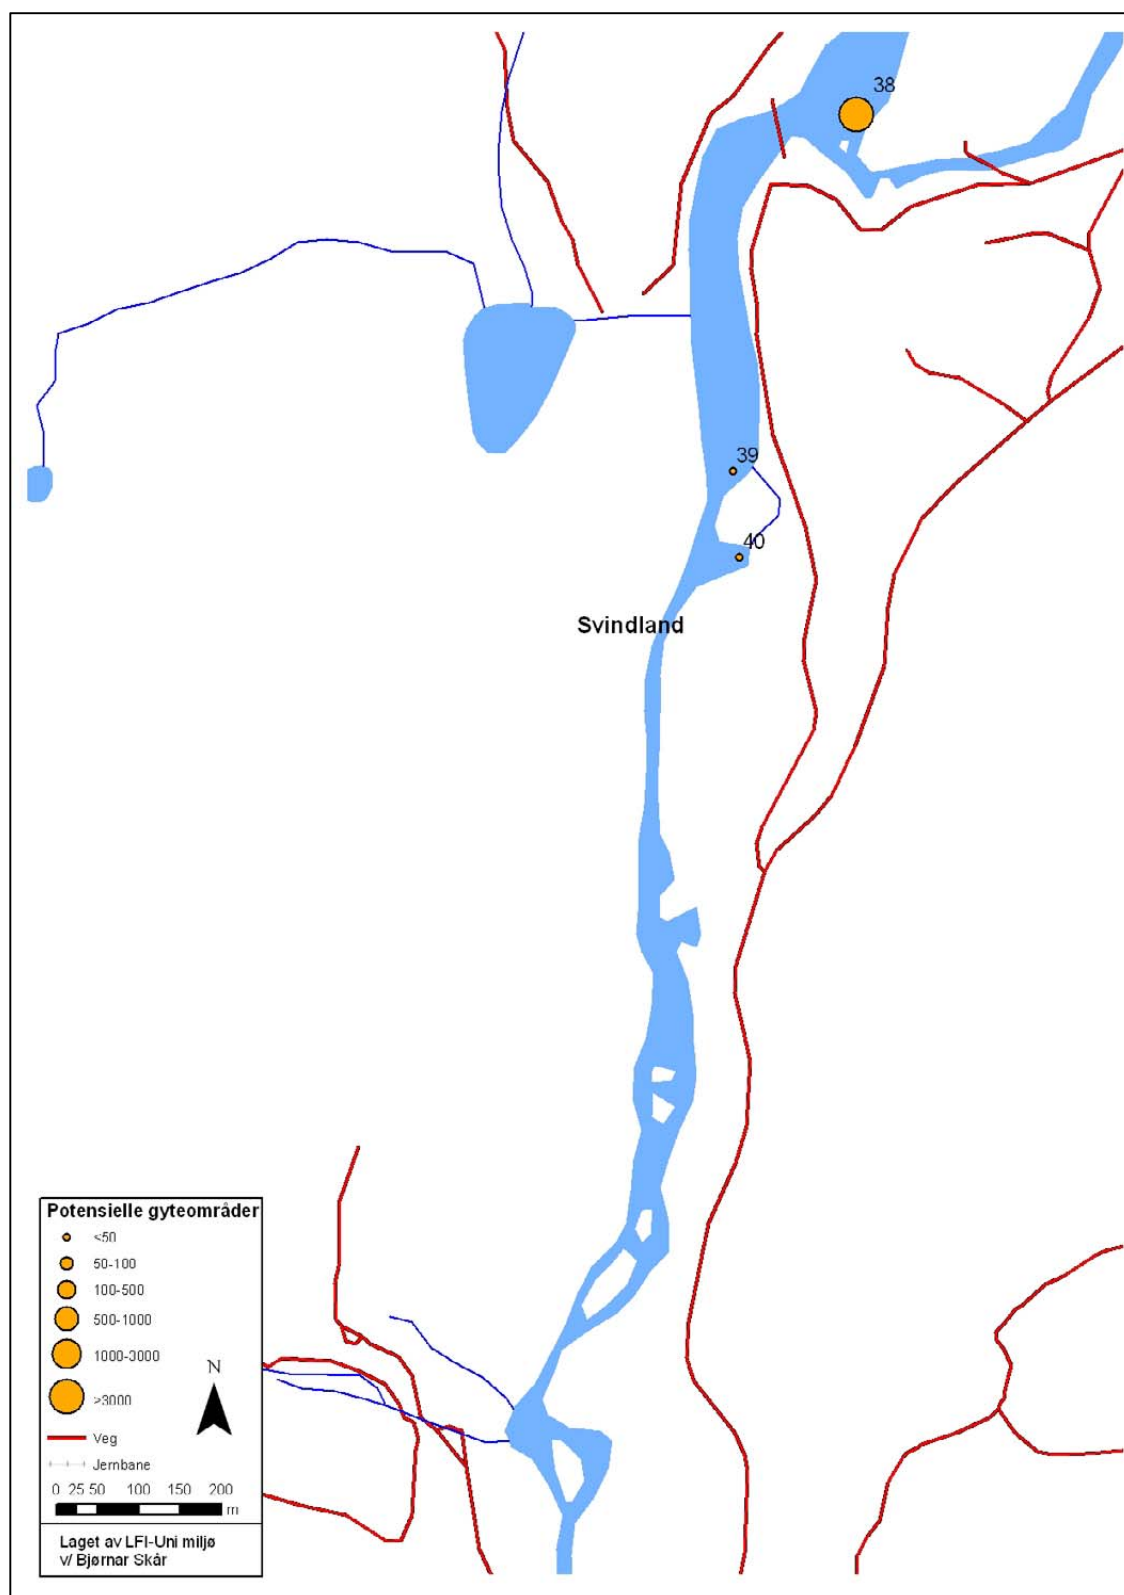 38
39
40
Svindland
Potensielle gyteområder
<50
50-100
100-500
500-1000
1000-3000
>3000
N
Veg
Jernbane
0 25 50 100 150 200
m
Laget av LFI-Uni miljø
v/ Bjørnar Skår